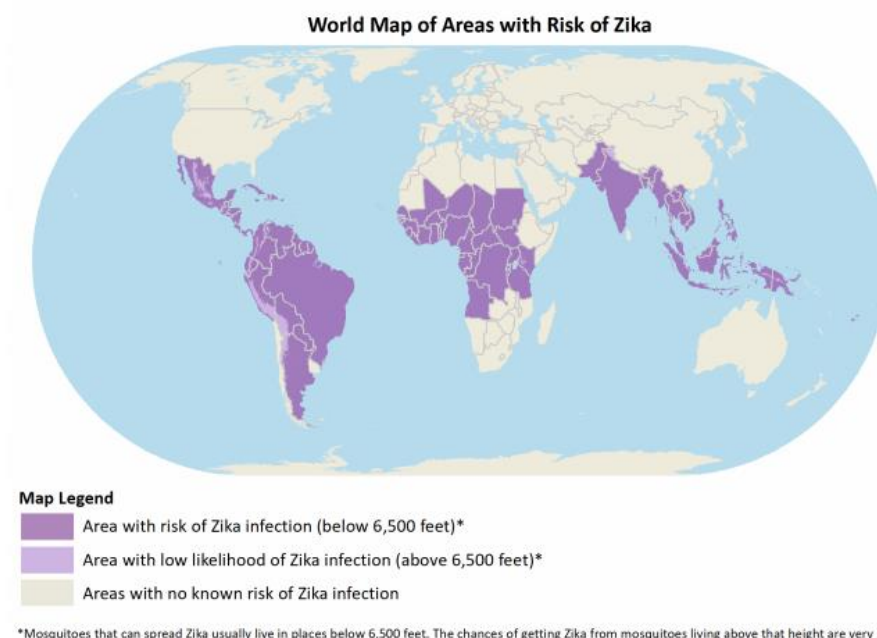 World Map of Areas with Risk of Zika
Map Legend
Area with risk of Zika infection (below 6,500 feet)*
Area with low likelihood of Zika infection (above 6,500 feet)*
Areas with no known risk of Zika infection
*Mosquitoes that can spread Zika usually live in places below 6,500 feet. The chances of getting Zika from mosquitoes living above that height are very